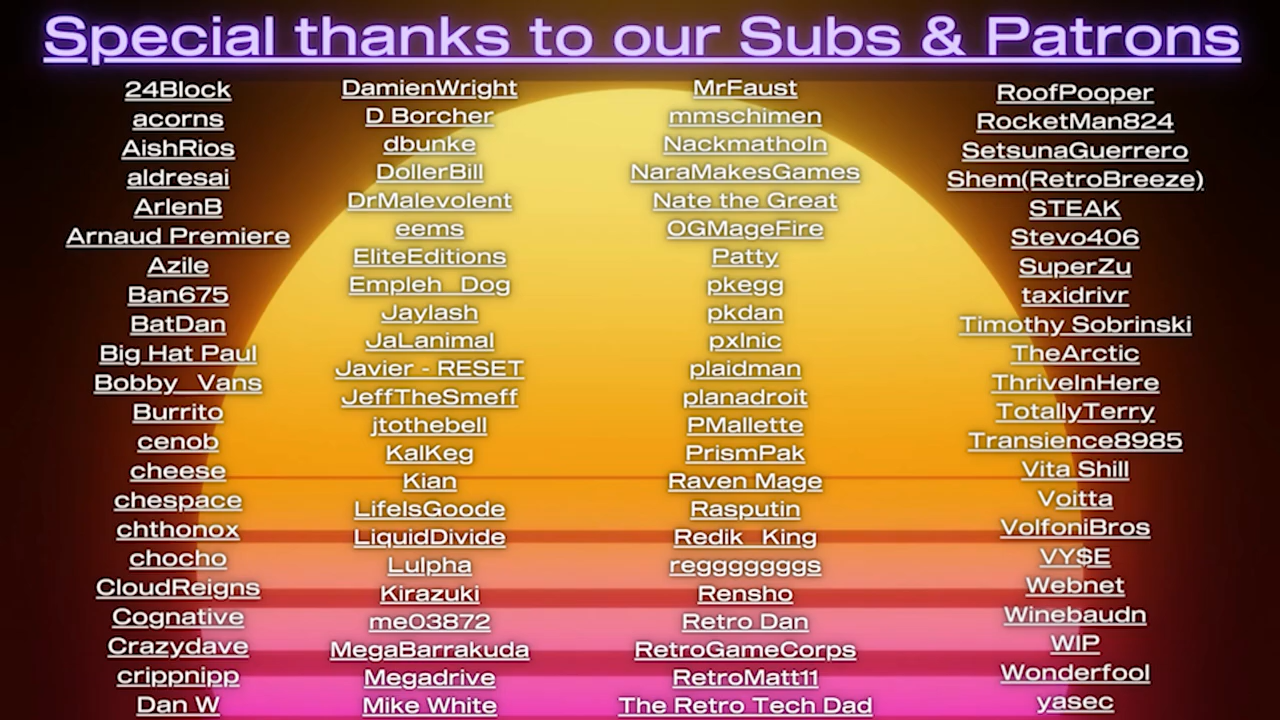 Special thanks to our Subs & Patrons
24Block
acorns
AishRios
aldresai
ArlenB
Arnaud Premiere
Azile
Ban675
BatDan
Big Hat Paul
Bobby_Vans
Burrito
cenob
cheese
chespace
chthonox
chocho
CloudReigns
Cognative
Crazydave
crippnipp
Dan W
DamienWright
D Borcher
dbunke
DollerBill
DrMalevolent
eems
EliteEditions
Empleh_Dog
Jaylash
JaLanimal
Javier - RESET
JeffTheSmeff
jtothebell
KalKeg
Kian
LifeIsGoode
LiquidDivide
Lulpha
Kirazuki
me03872
MegaBarrakuda
Megadrive
Mike White
MrFaust
mmschimen
Nackmatholn
NaraMakesGames
Nate the Great
OGMageFire
Patty
pkegg
pkdan
pxlnic
plaidman
planadroit
PMallette
PrismPak
Raven Mage
Rasputin
Redik_King
regggggggs
Rensho
Retro Dan
RetroGameCorps
RetroMatt11
The Retro Tech Dad
RoofPooper
RocketMan824
SetsunaGuerrero
Shem(RetroBreeze)
STEAK
Stevo406
SuperZu
taxidrivr
Timothy Sobrinski
TheArctic
ThriveInHere
TotallyTerry
Transience8985
Vita Shill
Voitta
VolfoniBros
VY$E
Webnet
Winebaudn
WIP
Wonderfool
yasec